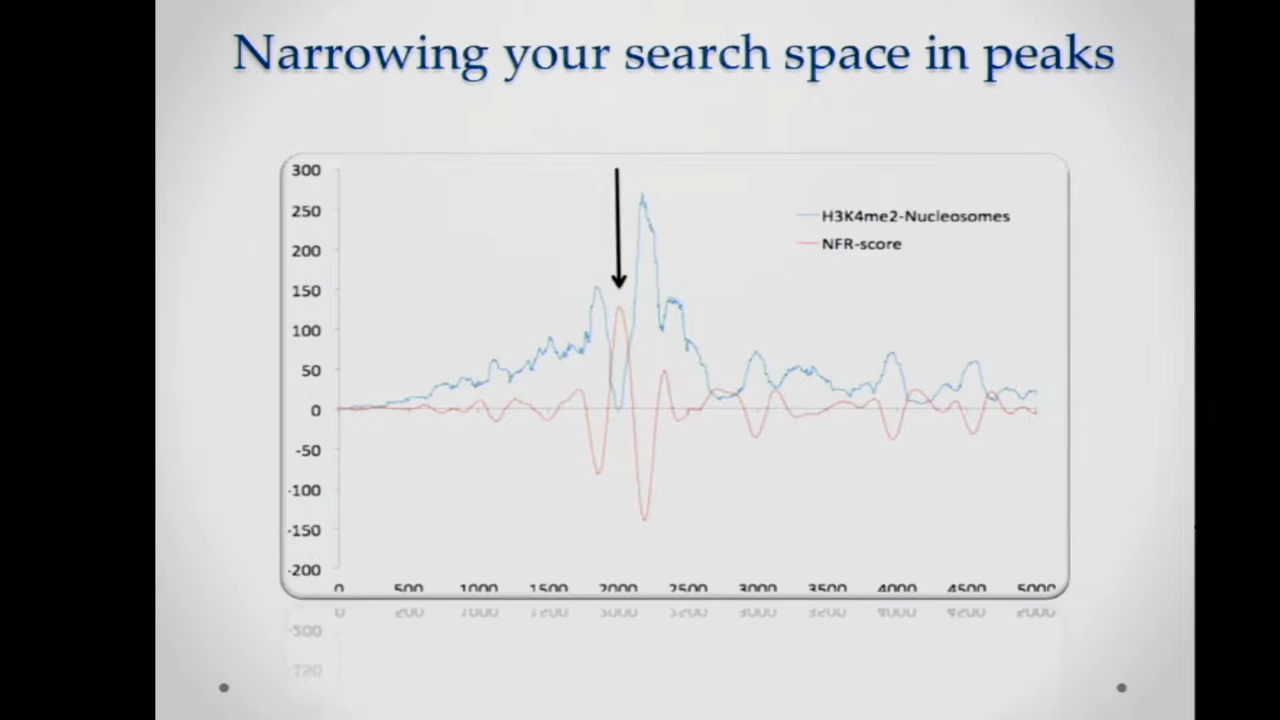 Narrowing your search space in peaks
300
250
200
150
100
50
0
-50
-100
-150
-200
H3K4me2-Nucleosomes
NFR-score
0 500 1000 1500 2000 2500 3000 3500 4000 4500 5000